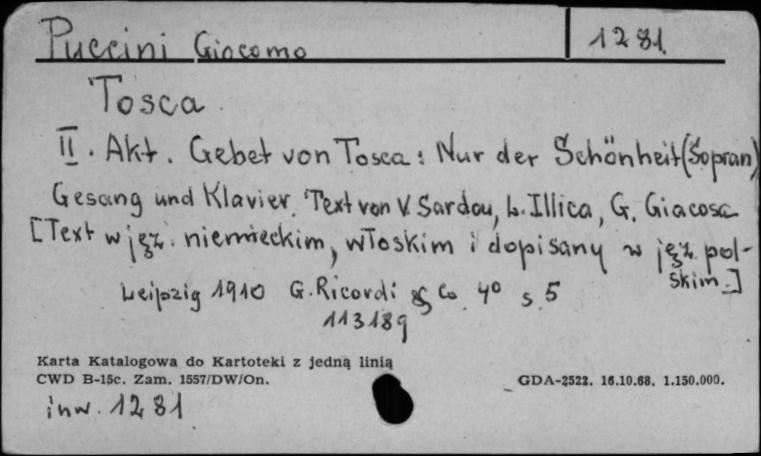 Puccini Giacomo 1281.
Tosca
II. Akt. Gebet von Tosca: Nur der Schönheit (Sopran)
Gesang und Klavier. Text von V. Sardou, L. Illica, G. Giacosa
[Text w jęz. niemieckim, włoskim i dopisany w jęz. pol-
skim.]
Leipzig 1910 G. Ricordi & Co 4° s. 5
113189
Karta Katalogowa do Kartoteki z jedną linią
CWD B-15c. Zam. 1557/DW/On. GDA-2522. 16.10.68. 1.150.000.
inw. 1281